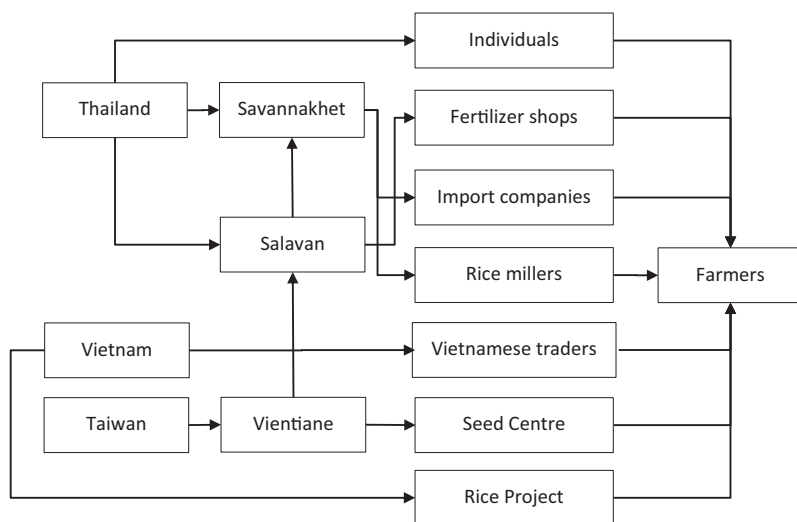 Individuals
Thailand
Savannakhet
Fertilizer shops
Import companies
Salavan
Rice millers
Farmers
Vietnam
Vietnamese traders
Taiwan
Vientiane
Seed Centre
Rice Project